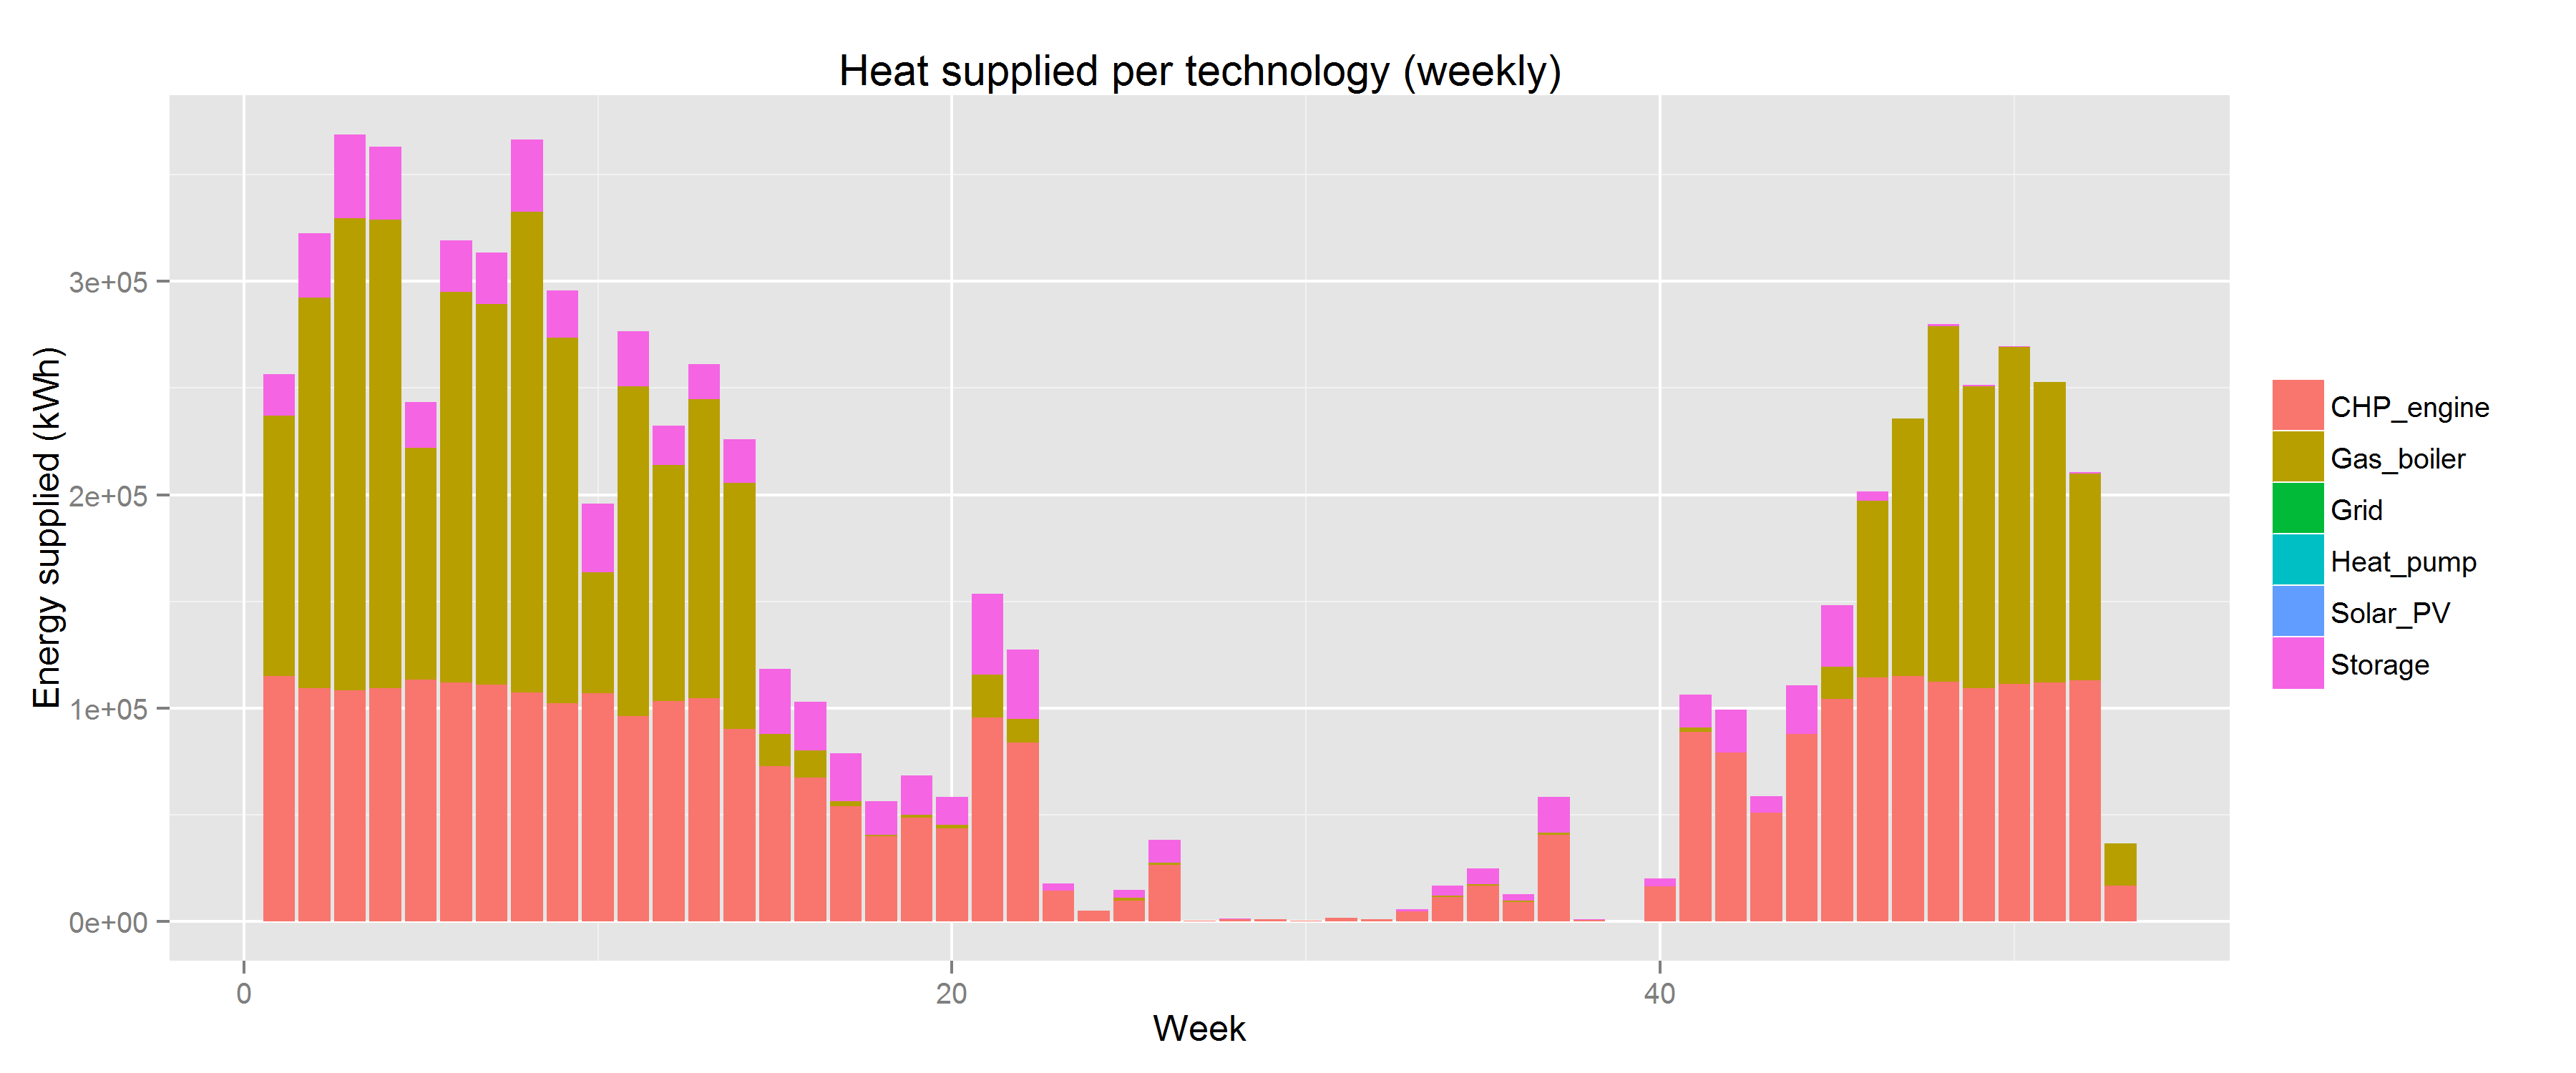 Heat supplied per technology (weekly)
Energy supplied (kWh)
3e+05
2e+05
1e+05
0e+00
0
20
40
Week
CHP_engine
Gas_boiler
Grid
Heat_pump
Solar_PV
Storage